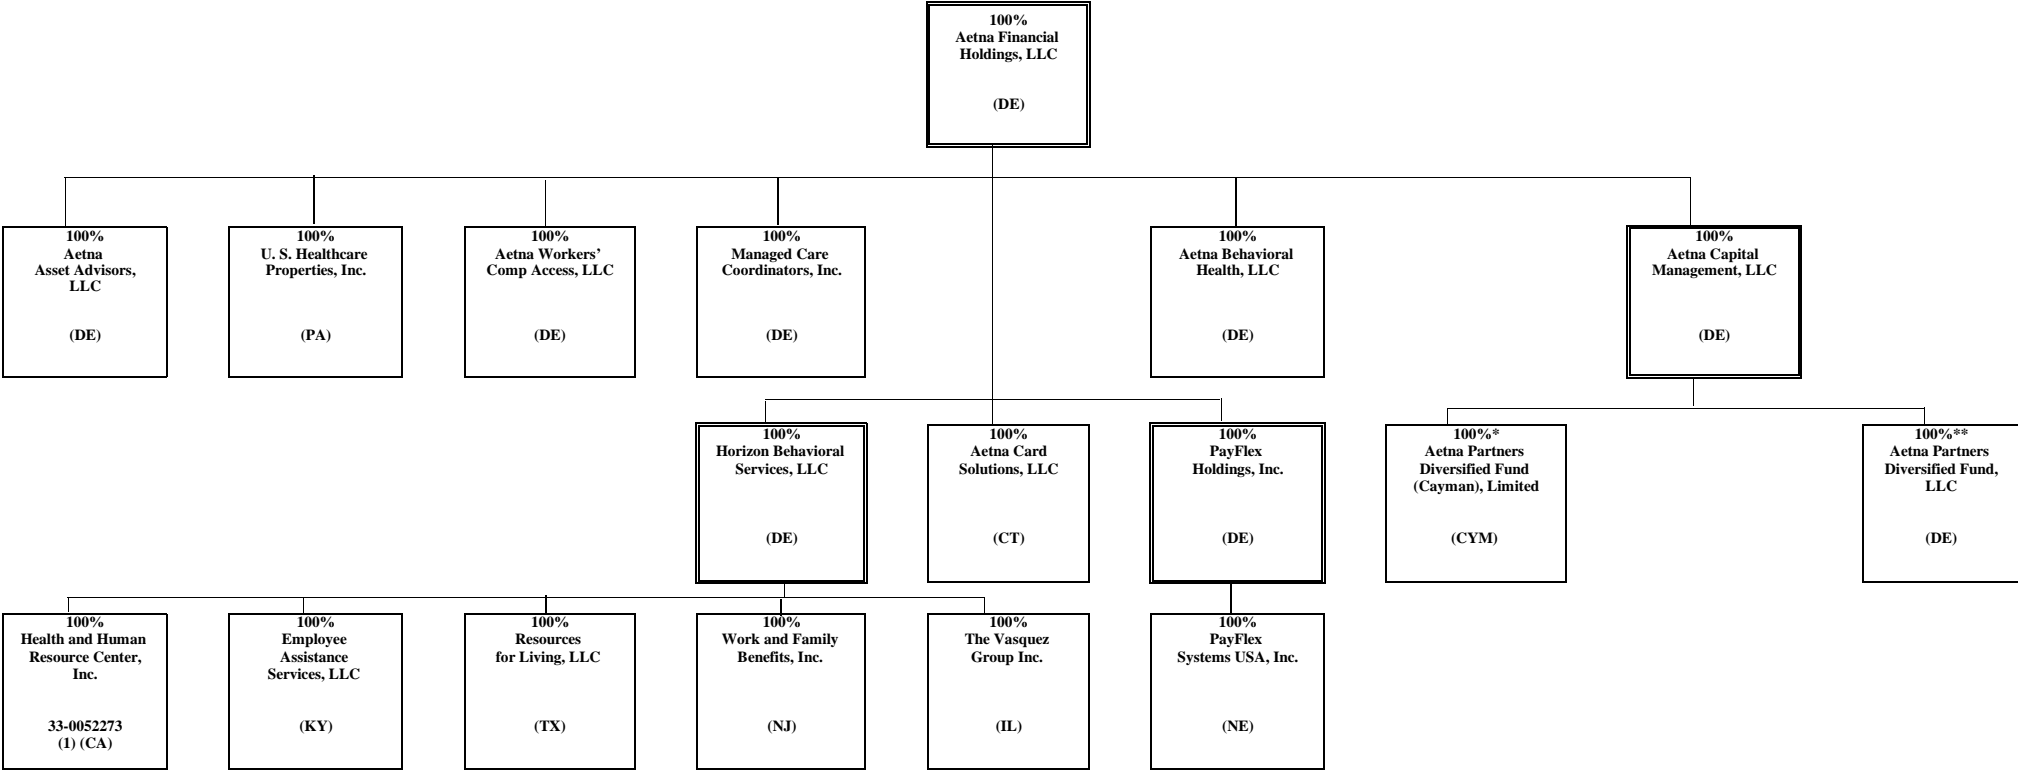 100%
Aetna Financial
Holdings, LLC
(DE)
100%
Aetna
Asset Advisors,
LLC
(DE)
100%
U. S. Healthcare
Properties, Inc.
(PA)
100%
Aetna Workers’
Comp Access, LLC
(DE)
100%
Managed Care
Coordinators, Inc.
(DE)
100%
Aetna Behavioral
Health, LLC
(DE)
100%
Aetna Capital
Management, LLC
(DE)
100%
Horizon Behavioral
Services, LLC
(DE)
100%
Aetna Card
Solutions, LLC
(CT)
100%
PayFlex
Holdings, Inc.
(DE)
100%*
Aetna Partners
Diversified Fund
(Cayman), Limited
(CYM)
100%**
Aetna Partners
Diversified Fund,
LLC
(DE)
100%
Health and Human
Resource Center,
Inc.
33-0052273
(1) (CA)
100%
Employee
Assistance
Services, LLC
(KY)
100%
Resources
for Living, LLC
(TX)
100%
Work and Family
Benefits, Inc.
(NJ)
100%
The Vasquez
Group Inc.
(IL)
100%
PayFlex
Systems USA, Inc.
(NE)